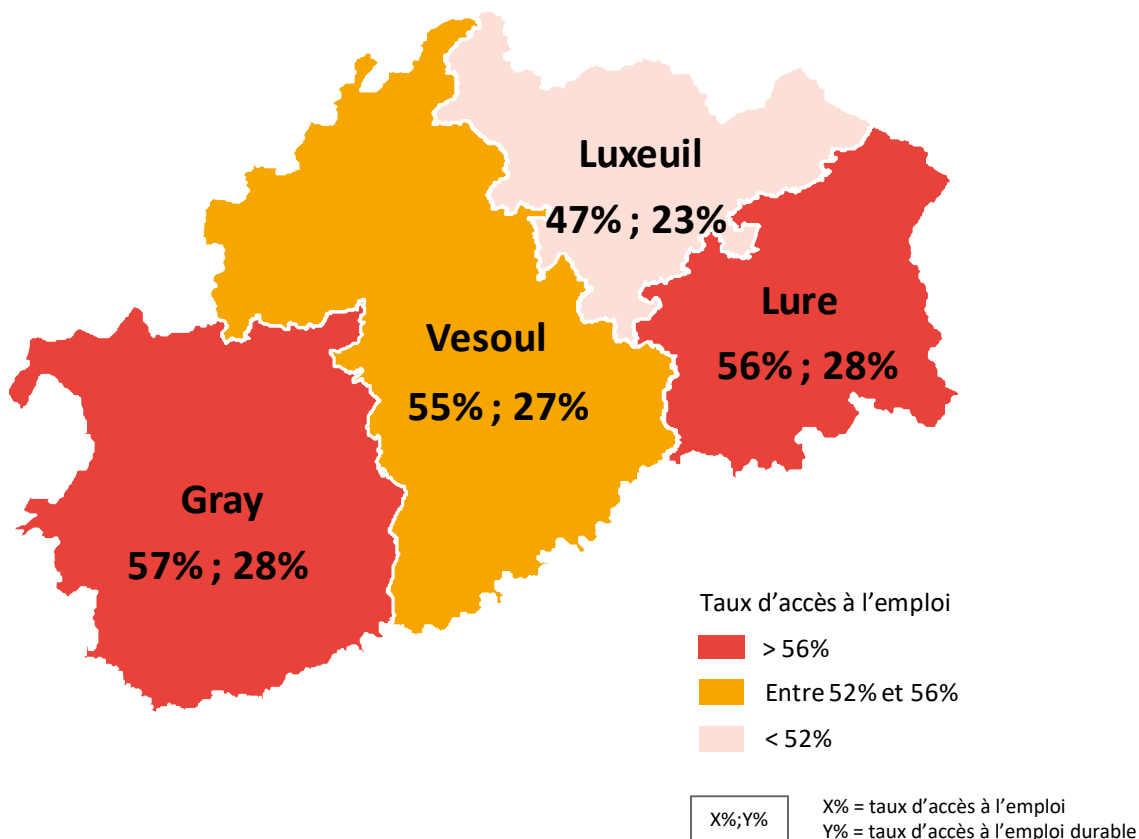 Luxeuil
47% ; 23%
Lure
56% ; 28%
Vesoul
55% ; 27%
Gray
57% ; 28%
Taux d’accès à l’emploi
> 56%
Entre 52% et 56%
< 52%
X%;Y%
X% = taux d’accès à l’emploi
Y% = taux d’accès à l’emploi durable